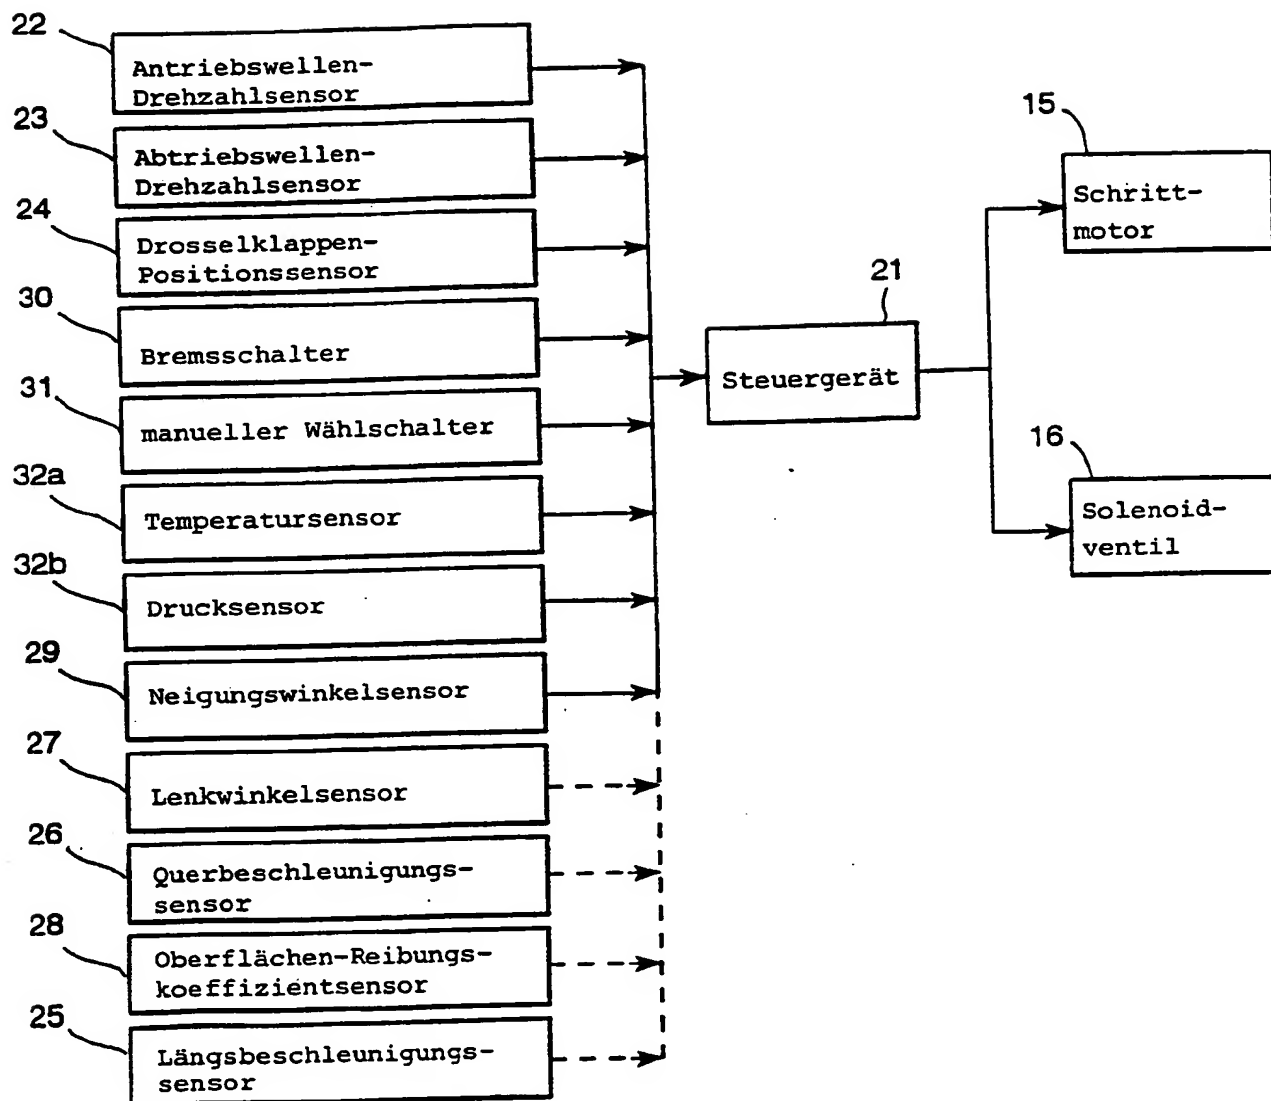 22
Antriebswellen-
Drehzahlsensor
23
Abtriebswellen-
Drehzahlsensor
24
Drosselklappen-
Positionssensor
30
Bremsschalter
31
manueller Wählschalter
32a
Temperatursensor
32b
Drucksensor
29
Neigungswinkelsensor
27
Lenkwinkelsensor
26
Querbeschleunigungs-
sensor
28
Oberflächen-Reibungs-
koeffizientsensor
25
Längsbeschleunigungs-
sensor
21
Steuergerät
15
Schritt-
motor
16
Solenoid-
ventil